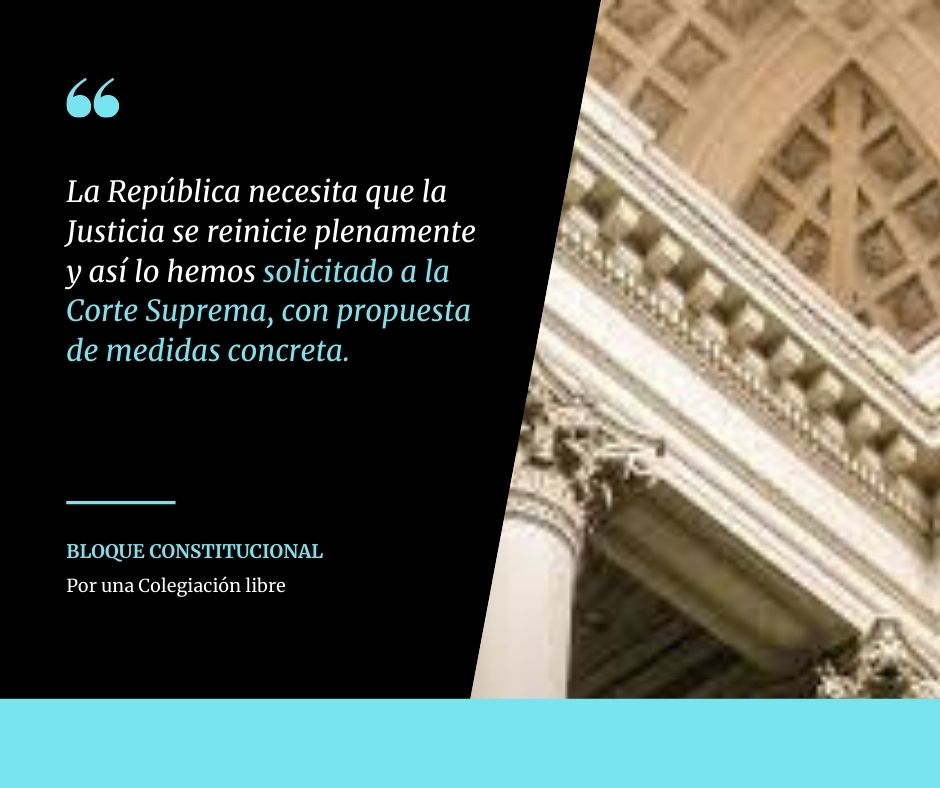 “
La República necesita que la
Justicia se reinicie plenamente
y así lo hemos solicitado a la
Corte Suprema, con propuesta
de medidas concreta.
BLOQUE CONSTITUCIONAL
Por una Colegiación libre